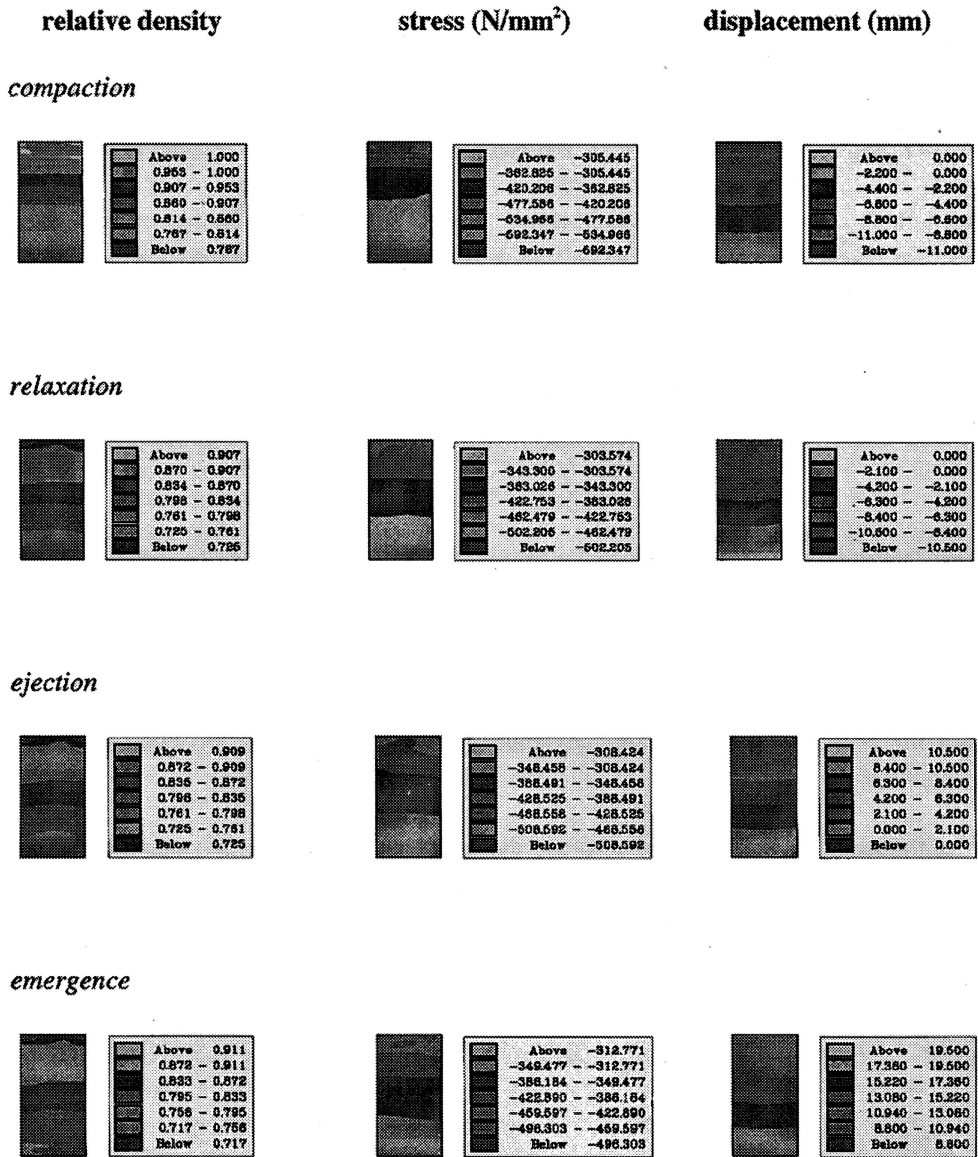 relative density
stress (N/mm²)
displacement (mm)
compaction
Above 1.000
0.953 - 1.000
0.907 - 0.953
0.860 - 0.907
0.814 - 0.860
0.767 - 0.814
Below 0.767
Above -305.445
-362.825 - -305.445
-420.206 - -362.825
-477.586 - -420.206
-534.966 - -477.586
-592.347 - -534.966
Below -592.347
Above 0.000
-2.200 - 0.000
-4.400 - -2.200
-6.600 - -4.400
-8.800 - -6.600
-11.000 - -8.800
Below -11.000
relaxation
Above 0.907
0.870 - 0.907
0.834 - 0.870
0.798 - 0.834
0.761 - 0.798
0.725 - 0.761
Below 0.725
Above -303.574
-343.300 - -303.574
-383.026 - -343.300
-422.753 - -383.026
-462.479 - -422.753
-502.205 - -462.479
Below -502.205
Above 0.000
-2.100 - 0.000
-4.200 - -2.100
-6.300 - -4.200
-8.400 - -6.300
-10.500 - -8.400
Below -10.500
ejection
Above 0.909
0.872 - 0.909
0.835 - 0.872
0.798 - 0.835
0.761 - 0.798
0.725 - 0.761
Below 0.725
Above -308.424
-348.458 - -308.424
-388.491 - -348.458
-428.525 - -388.491
-468.558 - -428.525
-508.592 - -468.558
Below -508.592
Above 10.500
8.400 - 10.500
6.300 - 8.400
4.200 - 6.300
2.100 - 4.200
0.000 - 2.100
Below 0.000
emergence
Above 0.911
0.872 - 0.911
0.833 - 0.872
0.795 - 0.833
0.756 - 0.795
0.717 - 0.756
Below 0.717
Above -312.771
-349.477 - -312.771
-386.184 - -349.477
-422.890 - -386.184
-459.597 - -422.890
-496.303 - -459.597
Below -496.303
Above 19.500
17.360 - 19.500
15.220 - 17.360
13.080 - 15.220
10.940 - 13.080
8.800 - 10.940
Below 8.800